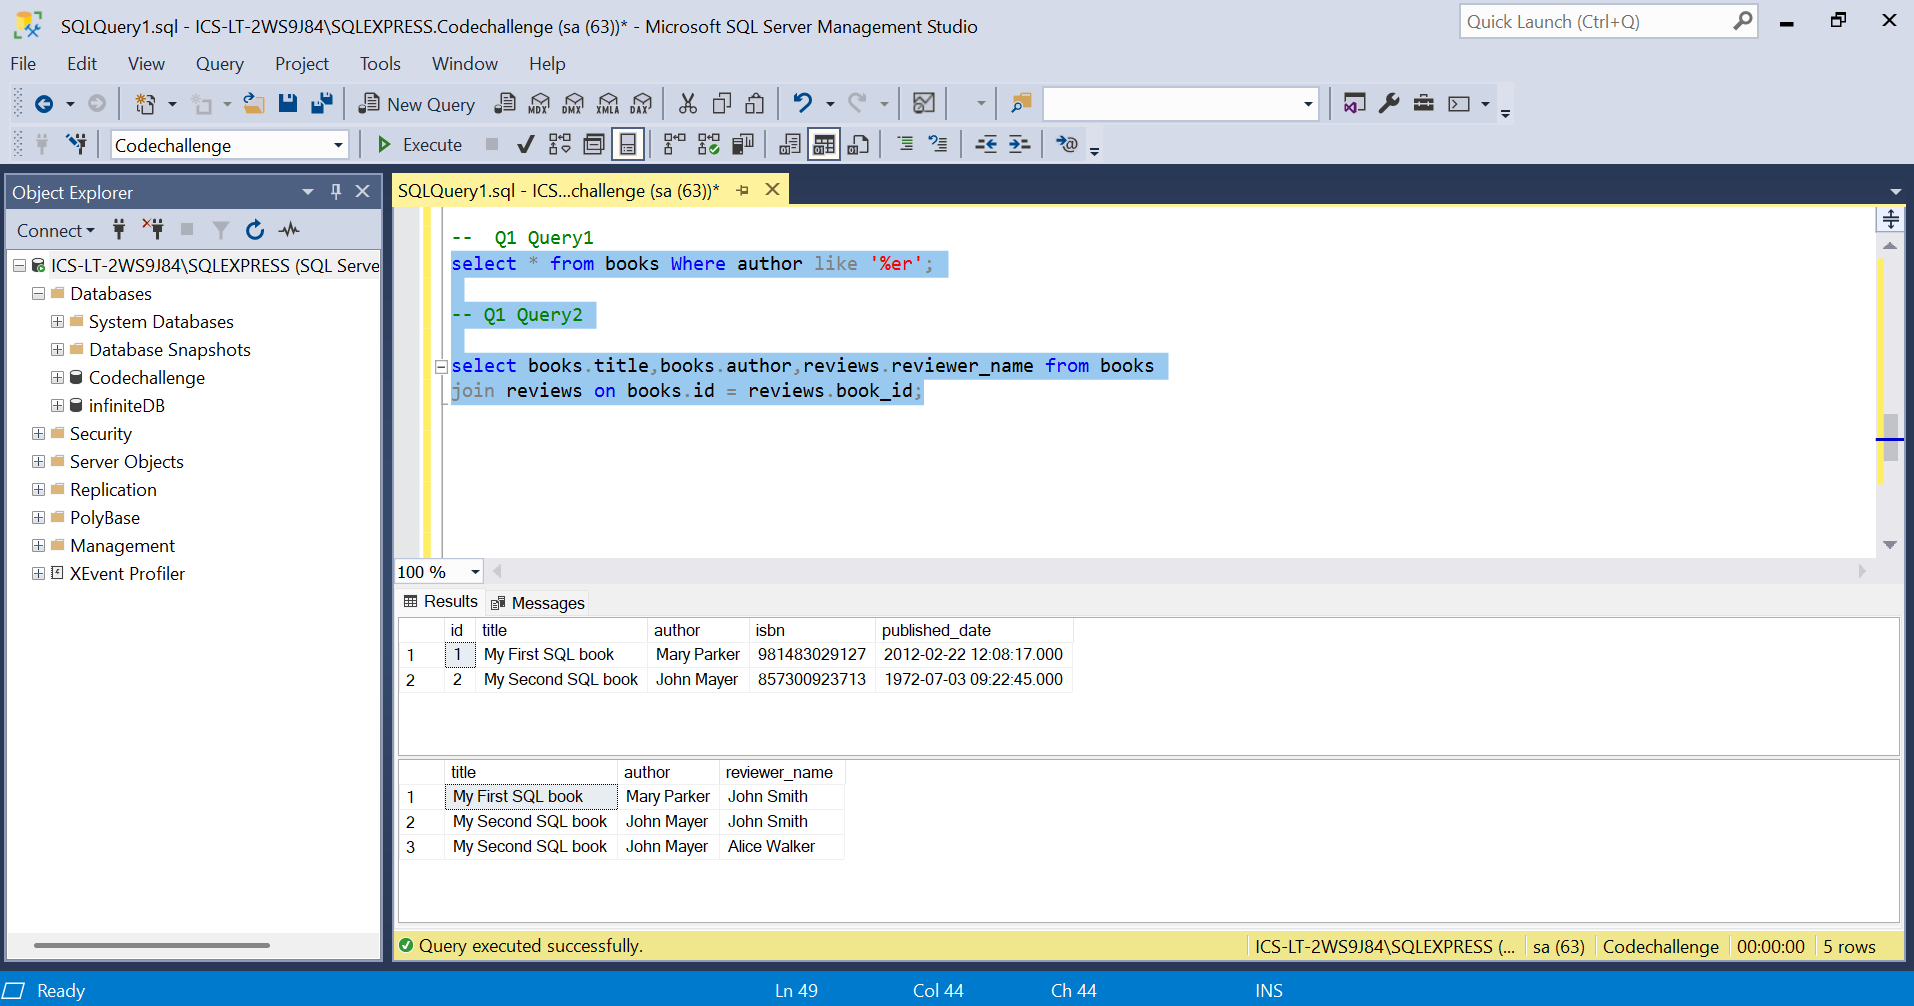 SQLQuery1.sql - ICS-LT-2WS9J84\SQLEXPRESS.Codechallenge (sa (63))* - Microsoft SQL Server Management Studio
Quick Launch (Ctrl+Q)
File Edit View Query Project Tools Window Help
New Query MDX DMX XMLA DAX
Codechallenge Execute
Object Explorer
Connect
ICS-LT-2WS9J84\SQLEXPRESS (SQL Serve
Databases
System Databases
Database Snapshots
Codechallenge
infiniteDB
Security
Server Objects
Replication
PolyBase
Management
XEvent Profiler
SQLQuery1.sql - ICS...challenge (sa (63))*
-- Q1 Query1
select * from books Where author like '%er';
-- Q1 Query2
select books.title,books.author,reviews.reviewer_name from books
join reviews on books.id = reviews.book_id;
100 %
Results Messages
id title author isbn published_date
1 1 My First SQL book Mary Parker 981483029127 2012-02-22 12:08:17.000
2 2 My Second SQL book John Mayer 857300923713 1972-07-03 09:22:45.000
title author reviewer_name
1 My First SQL book Mary Parker John Smith
2 My Second SQL book John Mayer John Smith
3 My Second SQL book John Mayer Alice Walker
Query executed successfully. ICS-LT-2WS9J84\SQLEXPRESS (... sa (63) Codechallenge 00:00:00 5 rows
Ready Ln 49 Col 44 Ch 44 INS